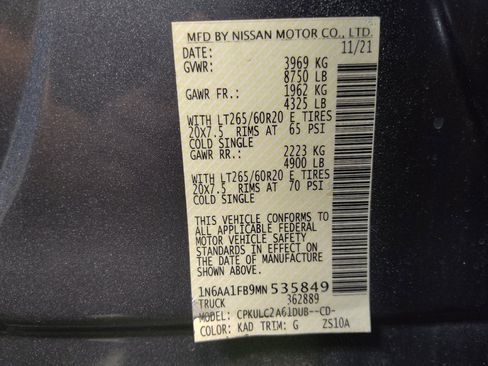 MFD BY NISSAN MOTOR CO., LTD.
DATE: 11/21
GVWR: 3969 KG
8750 LB
GAWR FR.: 1962 KG
4325 LB
WITH LT265/60R20 E TIRES
20x7.5 RIMS AT 65 PSI
COLD SINGLE
GAWR RR.: 2223 KG
4900 LB
WITH LT265/60R20 E TIRES
20x7.5 RIMS AT 70 PSI
COLD SINGLE
THIS VEHICLE CONFORMS TO
ALL APPLICABLE FEDERAL
MOTOR VEHICLE SAFETY
STANDARDS IN EFFECT ON
THE DATE OF MANUFACTURE
SHOWN ABOVE.
1N6AA1FB9MN 535849
TRUCK 362889
MODEL: CPKULC2A61DUB--CD-
COLOR: KAD TRIM: G ZS10A